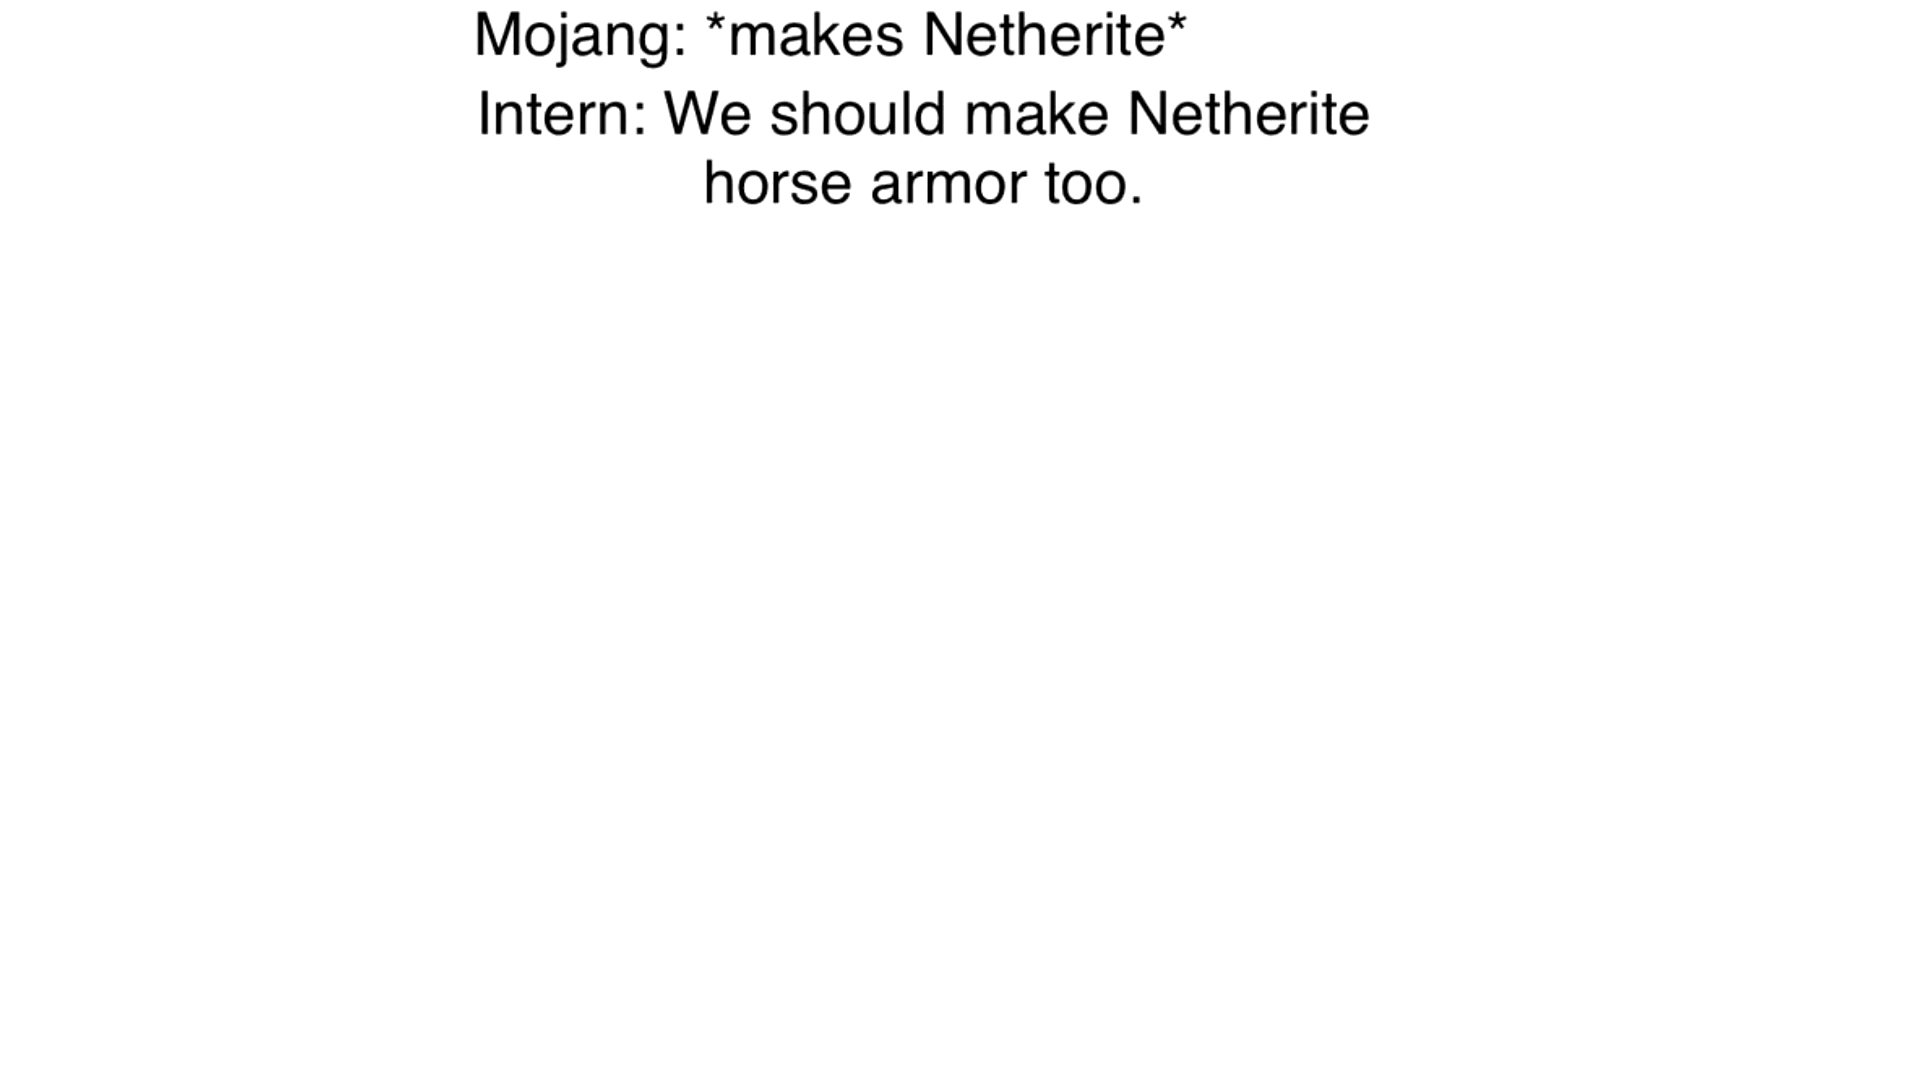 Mojang: *makes Netherite*
Intern: We should make Netherite
horse armor too.